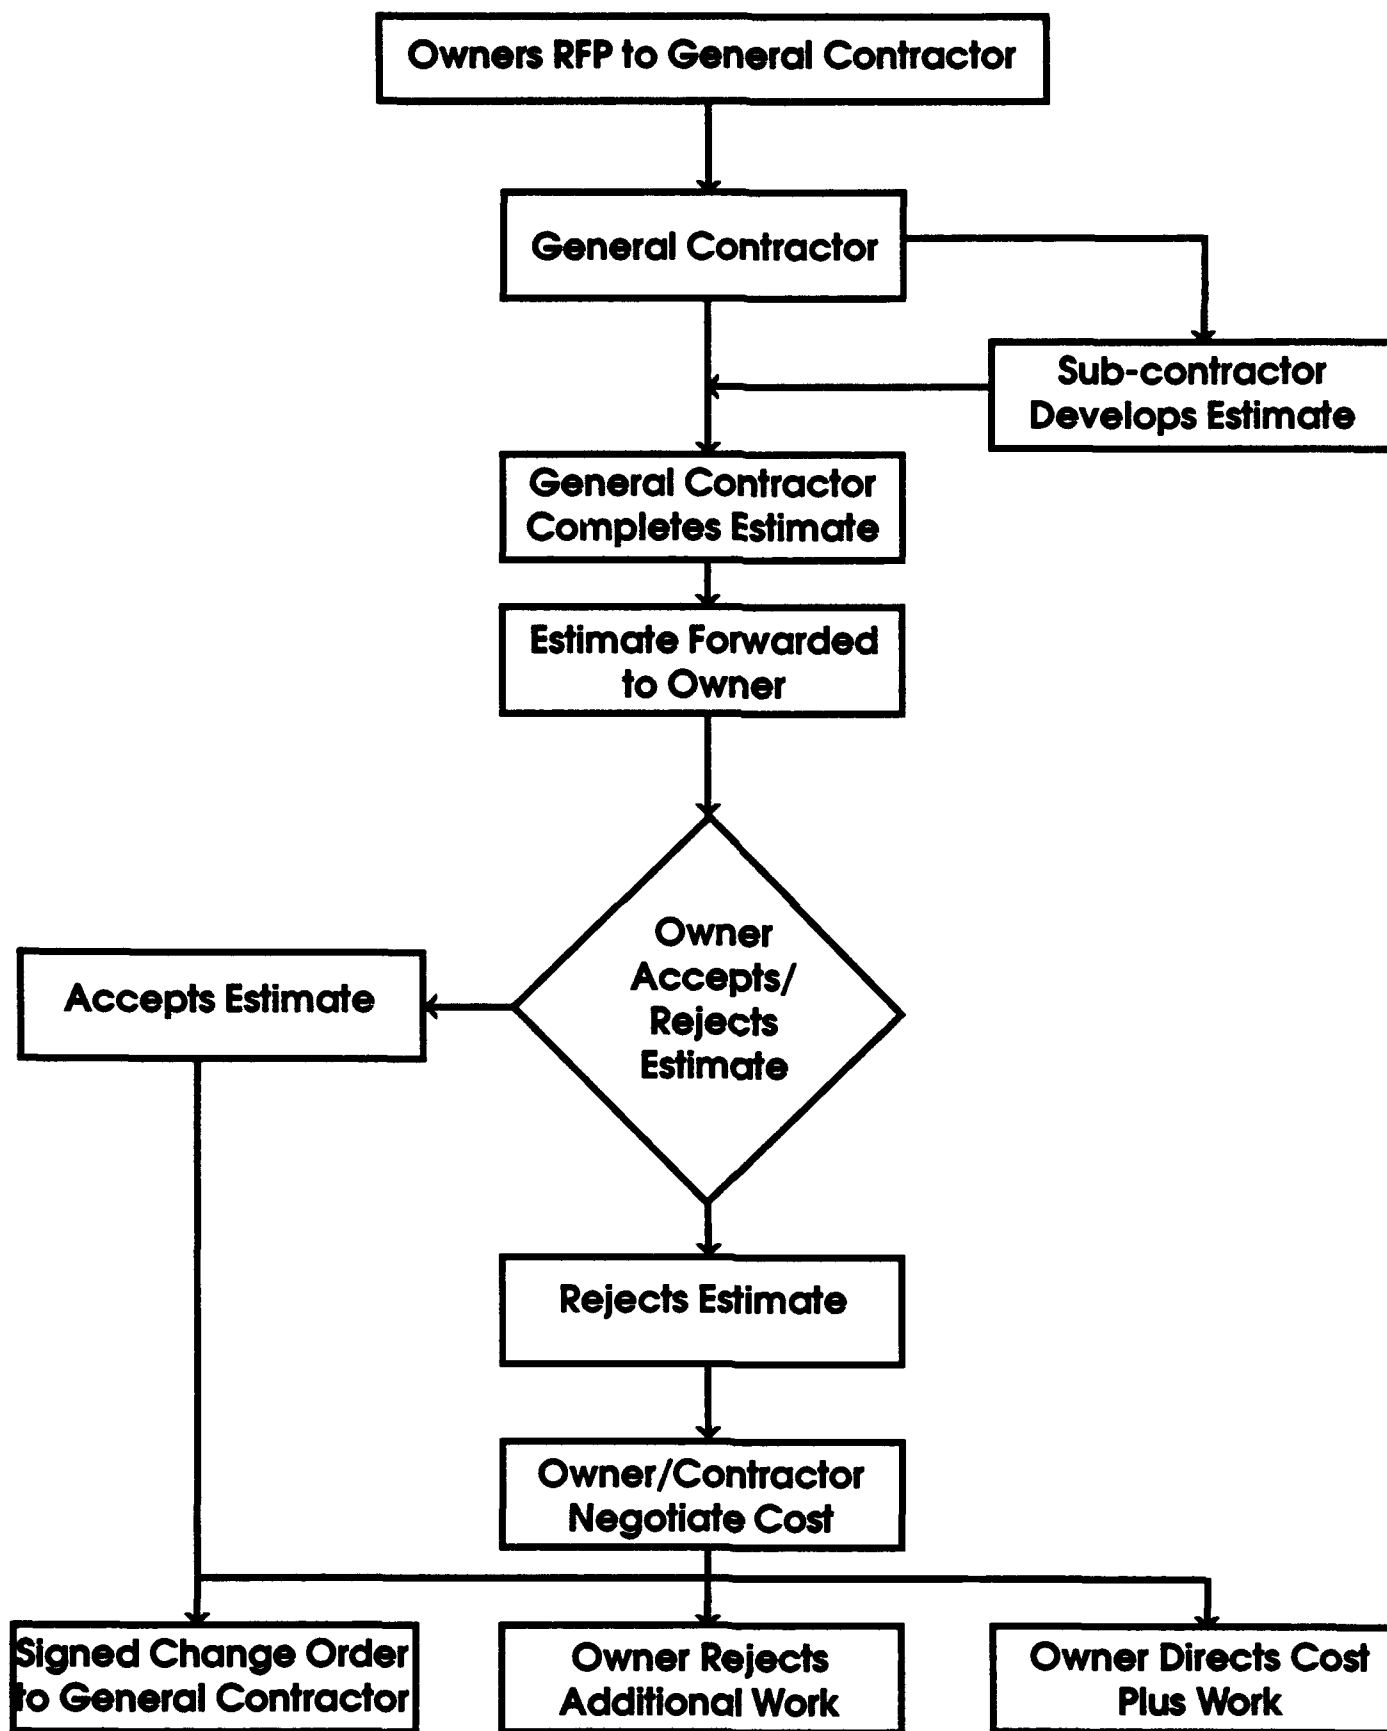 Owners RFP to General Contractor
General Contractor
Sub-contractor
Develops Estimate
General Contractor
Completes Estimate
Estimate Forwarded
to Owner
Owner
Accepts/
Rejects
Estimate
Accepts Estimate
Rejects Estimate
Owner/Contractor
Negotiate Cost
Signed Change Order
to General Contractor
Owner Rejects
Additional Work
Owner Directs Cost
Plus Work